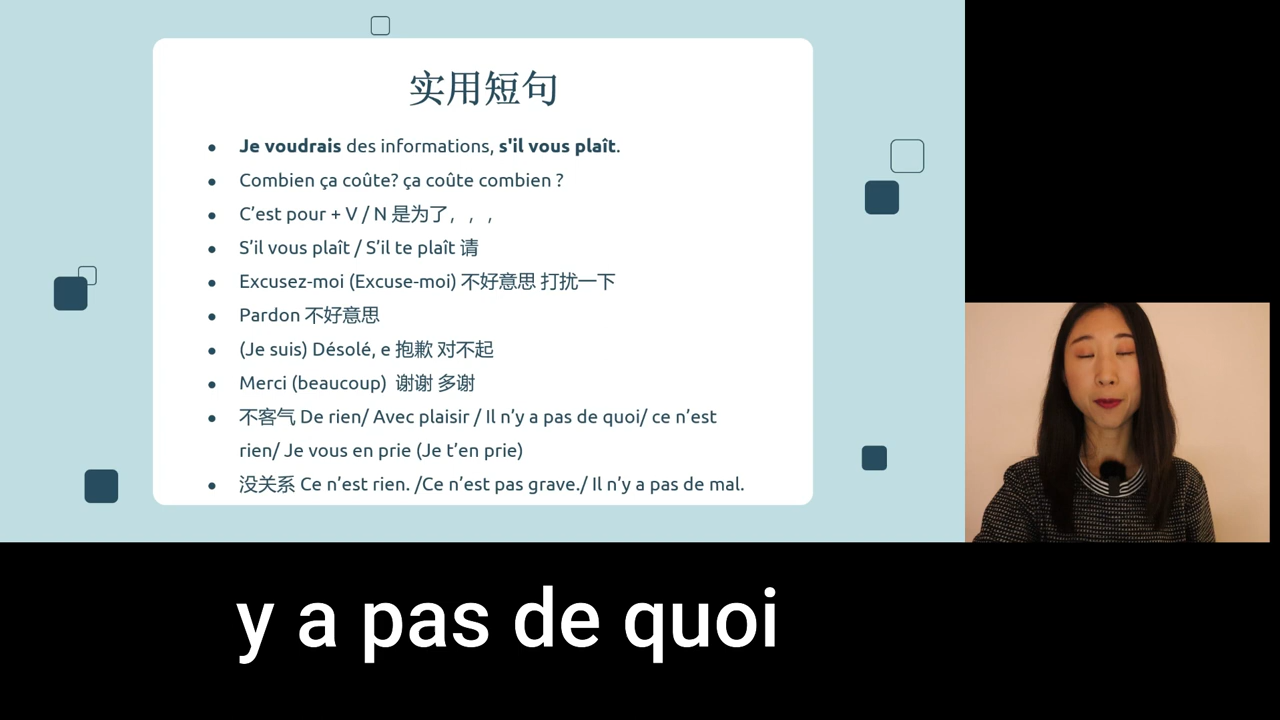 实用短句
● Je voudrais des informations, s'il vous plaît.
● Combien ça coûte? ça coûte combien ?
● C’est pour + V / N 是为了，，，
● S’il vous plaît / S’il te plaît 请
● Excusez-moi (Excuse-moi) 不好意思 打扰一下
● Pardon 不好意思
● (Je suis) Désolé, e 抱歉 对不起
● Merci (beaucoup)  谢谢 多谢
● 不客气 De rien/ Avec plaisir / Il n’y a pas de quoi/ ce n’est
rien/ Je vous en prie (Je t’en prie)
● 没关系 Ce n’est rien. /Ce n’est pas grave./ Il n’y a pas de mal.
y a pas de quoi